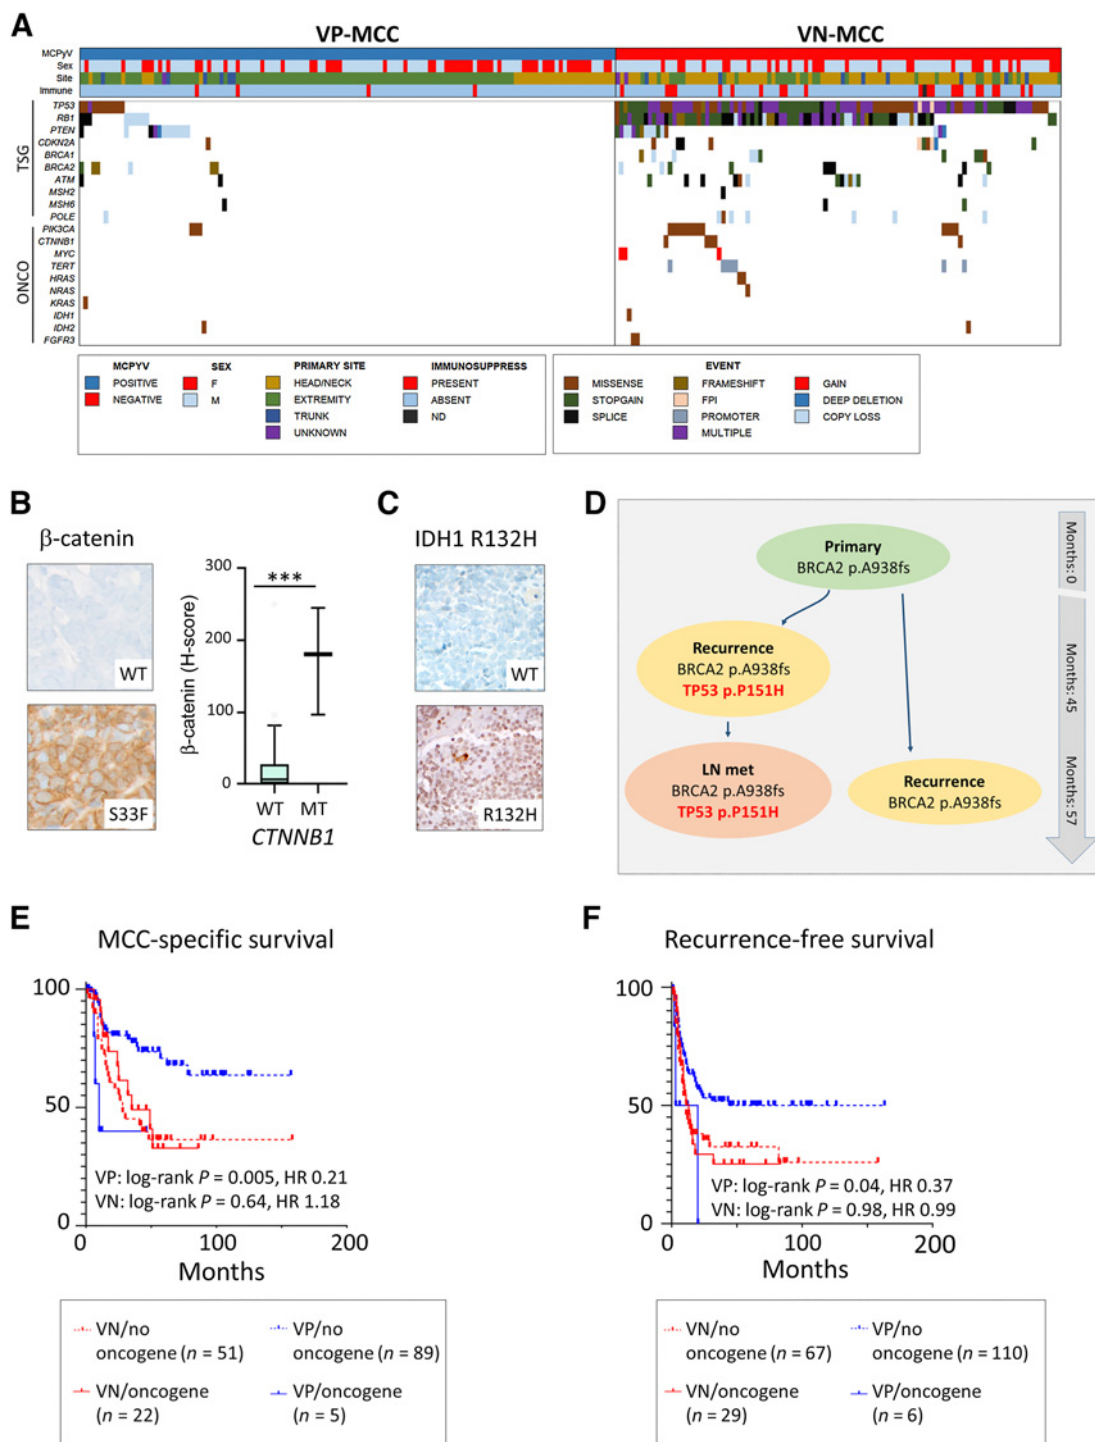 A
VP-MCC
VN-MCC
MCPyV
Sex
Site
Immune
TSG
TP53
RB1
PTEN
CDKN2A
BRCA1
BRCA2
ATM
MSH2
MSH6
POLE
ONCO
PIK3CA
CTNNB1
MYC
TERT
HRAS
NRAS
KRAS
IDH1
IDH2
FGFR3
MCPYV
POSITIVE
NEGATIVE
SEX
F
M
PRIMARY SITE
HEAD/NECK
EXTREMITY
TRUNK
UNKNOWN
IMMUNOSUPPRESS
PRESENT
ABSENT
ND
EVENT
MISSENSE
STOPGAIN
SPLICE
FRAMESHIFT
FPI
PROMOTER
MULTIPLE
GAIN
DEEP DELETION
COPY LOSS
B
β-catenin
WT
S33F
β-catenin (H-score)
300
200
100
0
***
WT MT
CTNNB1
C
IDH1 R132H
WT
R132H
D
Primary
BRCA2 p.A938fs
Recurrence
BRCA2 p.A938fs
TP53 p.P151H
LN met
BRCA2 p.A938fs
TP53 p.P151H
Recurrence
BRCA2 p.A938fs
Months: 0
Months: 45
Months: 57
E
MCC-specific survival
100
50
0
VP: log-rank P = 0.005, HR 0.21
VN: log-rank P = 0.64, HR 1.18
0 100 200
Months
VN/no
oncogene (n = 51)
VP/no
oncogene (n = 89)
VN/oncogene
(n = 22)
VP/oncogene
(n = 5)
F
Recurrence-free survival
100
50
0
VP: log-rank P = 0.04, HR 0.37
VN: log-rank P = 0.98, HR 0.99
0 100 200
Months
VN/no
oncogene (n = 67)
VP/no
oncogene (n = 110)
VN/oncogene
(n = 29)
VP/oncogene
(n = 6)